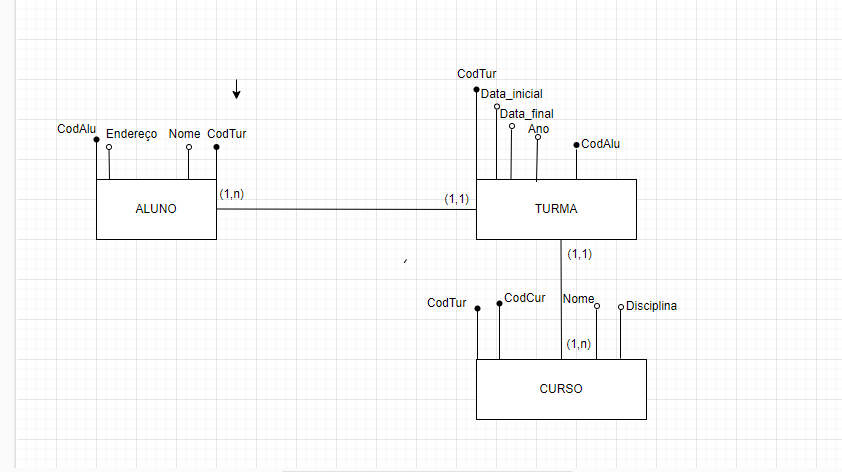 CodTur
Data_inicial
Data_final
Ano
CodAlu
CodAlu
Endereço
Nome
CodTur
(1,n)
(1,1)
ALUNO
TURMA
(1,1)
CodTur
CodCur
Nome
Disciplina
(1,n)
CURSO